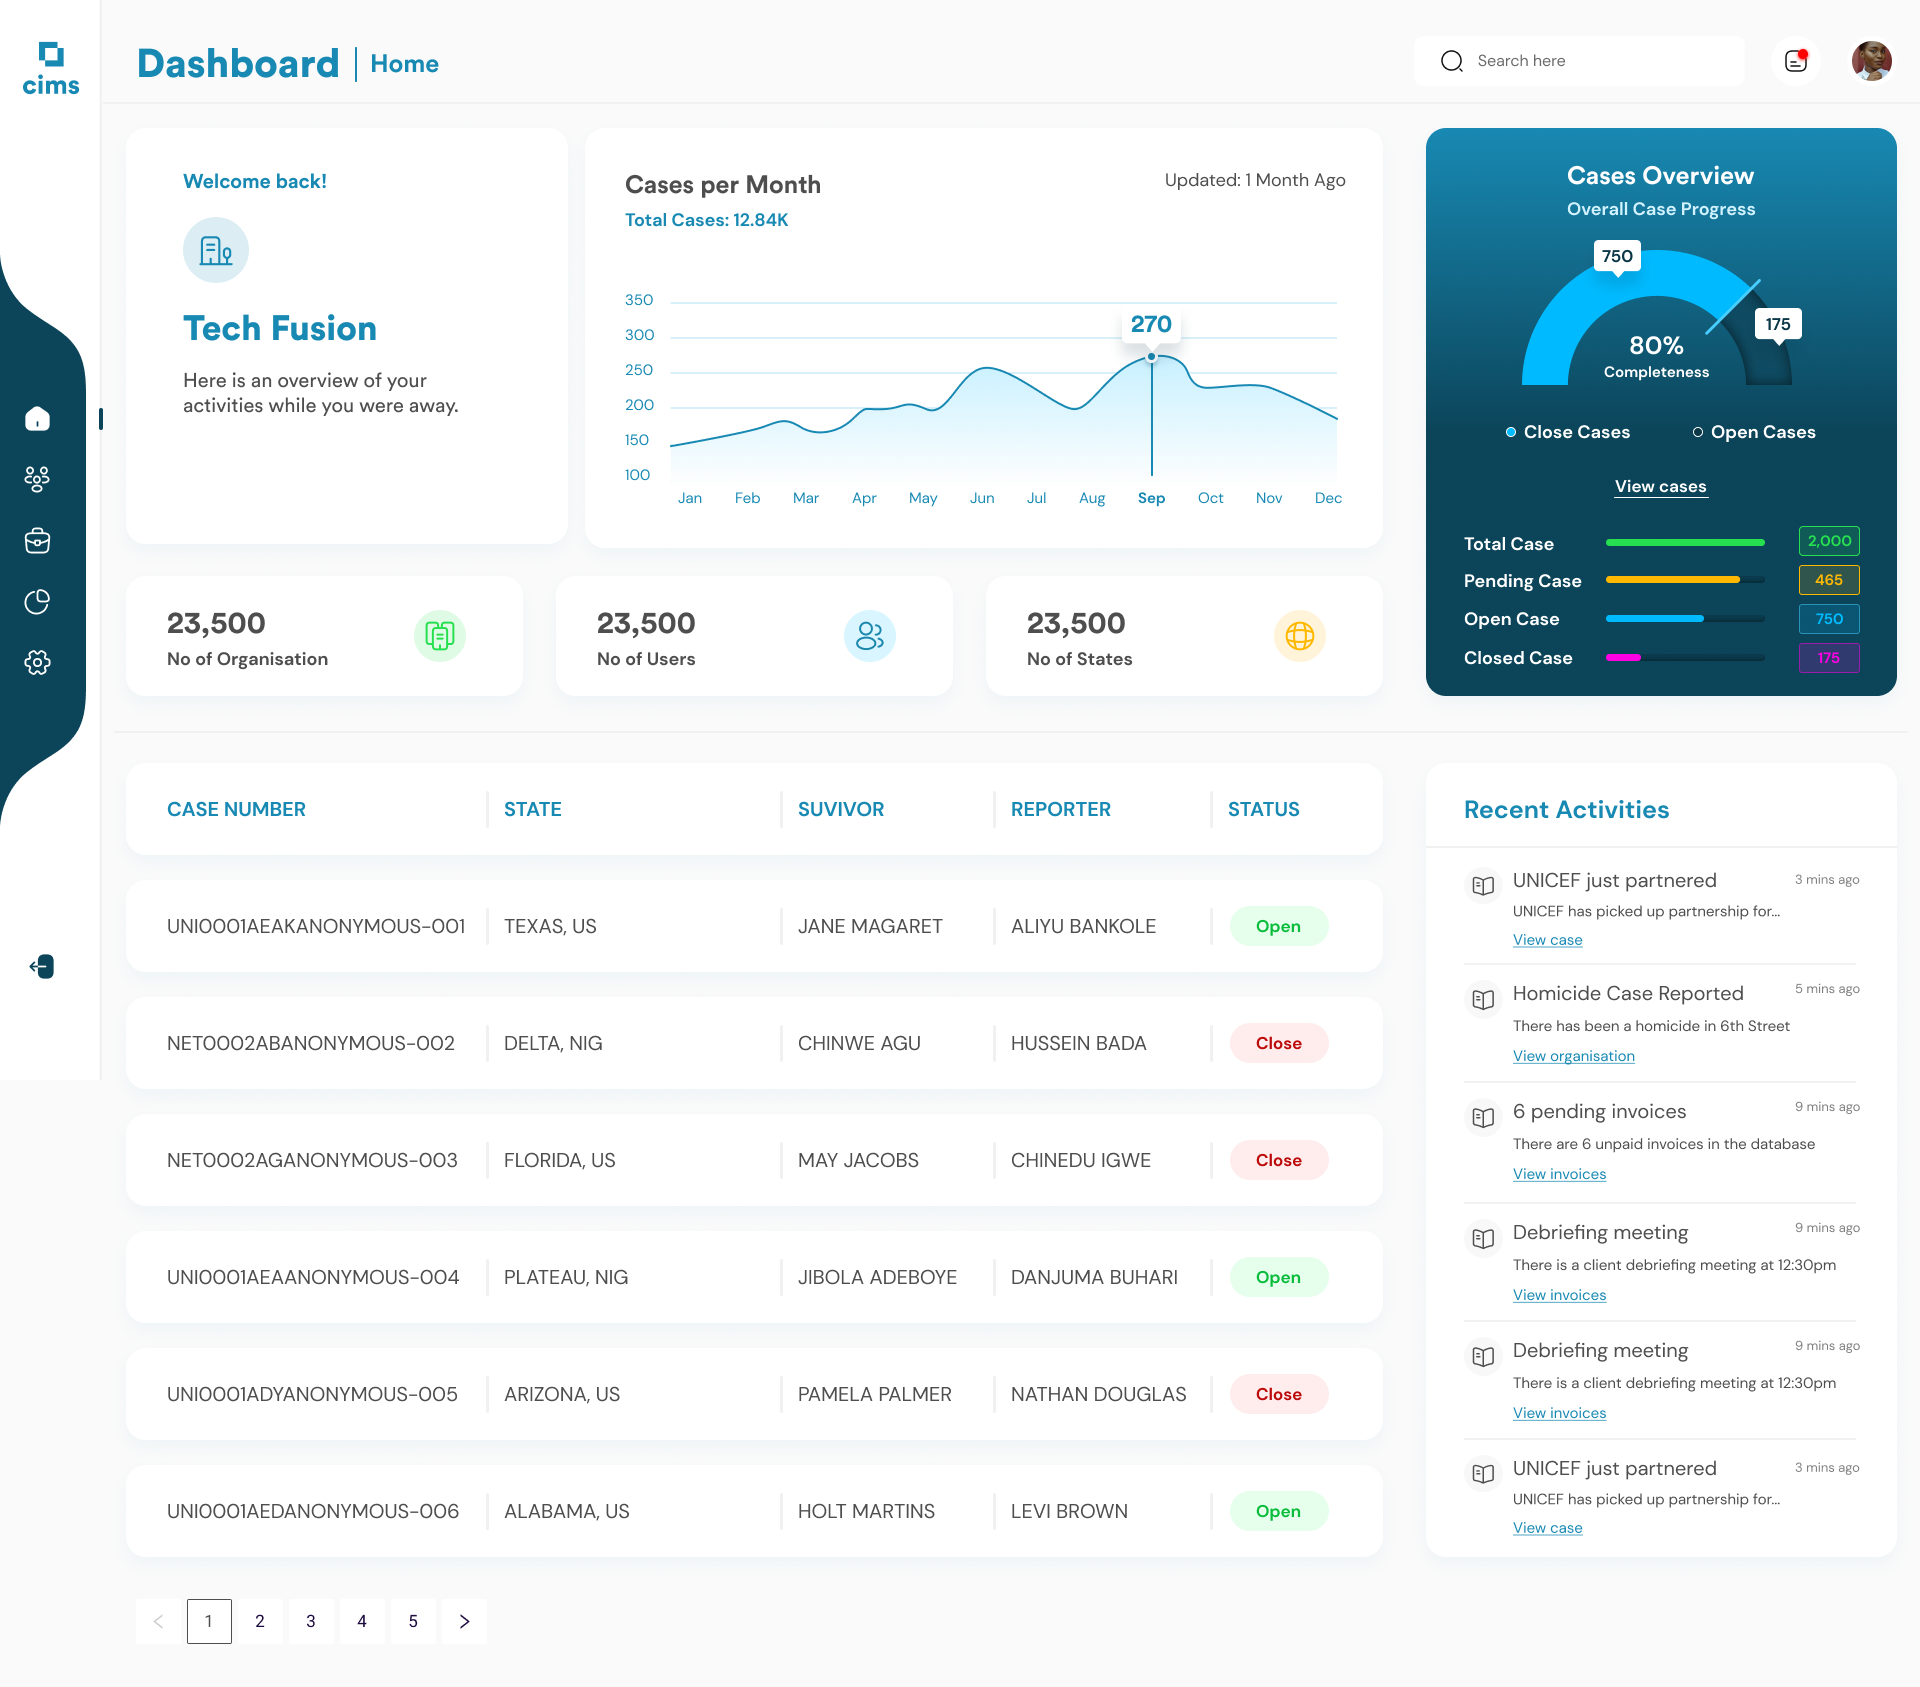 cims
Dashboard
Home
Search here
Welcome back!
Tech Fusion
Here is an overview of your
activities while you were away.
Cases per Month
Updated: 1 Month Ago
Total Cases: 12.84K
350
300
250
200
150
100
270
Jan Feb Mar Apr May Jun Jul Aug Sep Oct Nov Dec
Cases Overview
Overall Case Progress
750
175
80%
Completeness
Close Cases
Open Cases
View cases
Total Case 2,000
Pending Case 465
Open Case 750
Closed Case 175
23,500
No of Organisation
23,500
No of Users
23,500
No of States
CASE NUMBER STATE SUVIVOR REPORTER STATUS
UNI0001AEAKANONYMOUS-001 TEXAS, US JANE MAGARET ALIYU BANKOLE Open
NET0002ABANONYMOUS-002 DELTA, NIG CHINWE AGU HUSSEIN BADA Close
NET0002AGANONYMOUS-003 FLORIDA, US MAY JACOBS CHINEDU IGWE Close
UNI0001AEAANONYMOUS-004 PLATEAU, NIG JIBOLA ADEBOYE DANJUMA BUHARI Open
UNI0001ADYANONYMOUS-005 ARIZONA, US PAMELA PALMER NATHAN DOUGLAS Close
UNI0001AEDANONYMOUS-006 ALABAMA, US HOLT MARTINS LEVI BROWN Open
1 2 3 4 5
Recent Activities
UNICEF just partnered 3 mins ago
UNICEF has picked up partnership for...
View case
Homicide Case Reported 5 mins ago
There has been a homicide in 6th Street
View organisation
6 pending invoices 9 mins ago
There are 6 unpaid invoices in the database
View invoices
Debriefing meeting 9 mins ago
There is a client debriefing meeting at 12:30pm
View invoices
Debriefing meeting 9 mins ago
There is a client debriefing meeting at 12:30pm
View invoices
UNICEF just partnered 3 mins ago
UNICEF has picked up partnership for...
View case